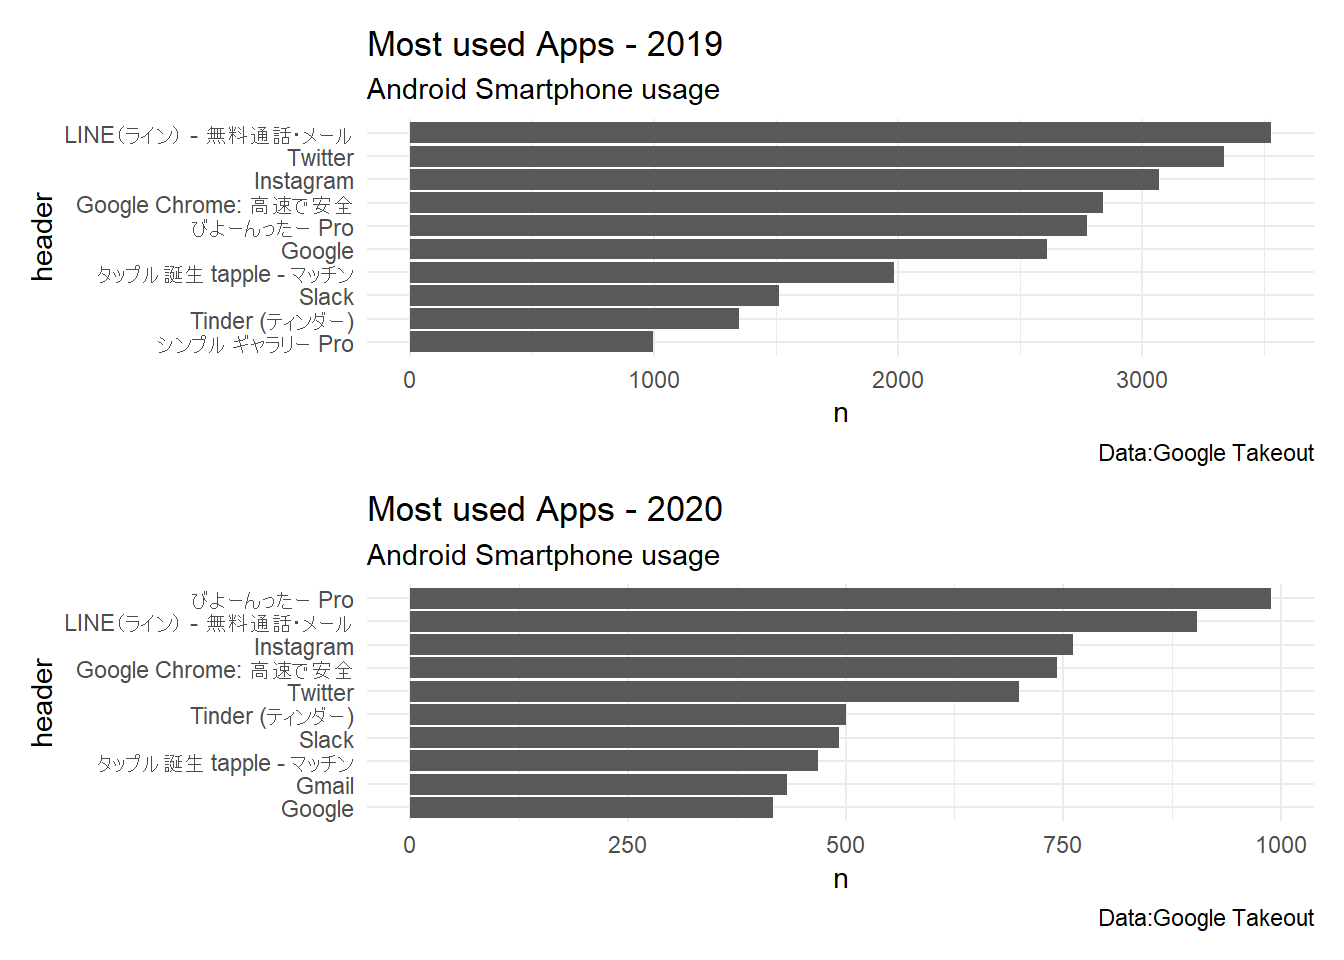 Most used Apps - 2019
Android Smartphone usage
header
LINE（ライン） - 無料通話・メール
Twitter
Instagram
Google Chrome: 高速で安全
びよーんったー Pro
Google
タップル誕生 tapple - マッチン
Slack
Tinder (ティンダー)
シンプル ギャラリー Pro
0 1000 2000 3000
n
Data:Google Takeout
Most used Apps - 2020
Android Smartphone usage
header
びよーんったー Pro
LINE（ライン） - 無料通話・メール
Instagram
Google Chrome: 高速で安全
Twitter
Tinder (ティンダー)
Slack
タップル誕生 tapple - マッチン
Gmail
Google
0 250 500 750 1000
n
Data:Google Takeout